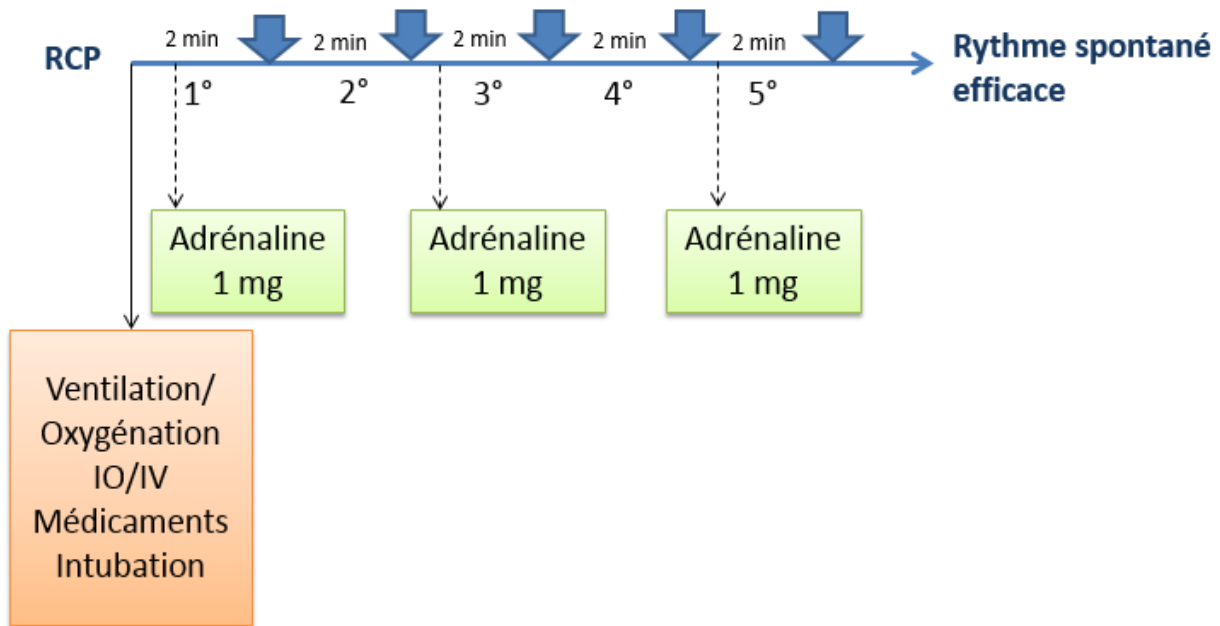 RCP
2 min
2 min
2 min
2 min
2 min
Rythme spontané
efficace
1°
2°
3°
4°
5°
Adrénaline
1 mg
Adrénaline
1 mg
Adrénaline
1 mg
Ventilation/
Oxygénation
IO/IV
Médicaments
Intubation